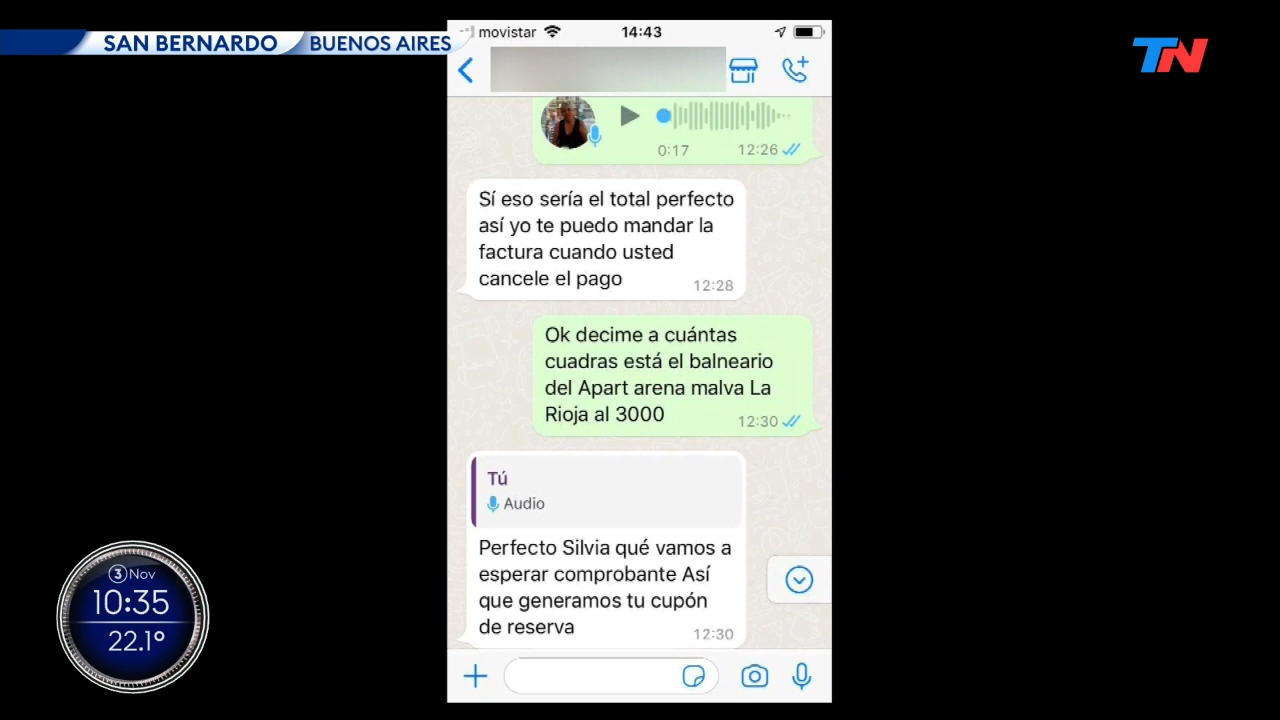 SAN BERNARDO BUENOS AIRES
TN
movistar 14:43
0:17 12:26
Sí eso sería el total perfecto
así yo te puedo mandar la
factura cuando usted
cancele el pago 12:28
Ok decime a cuántas
cuadras está el balneario
del Apart arena malva La
Rioja al 3000 12:30
Tú
Audio
Perfecto Silvia qué vamos a
esperar comprobante Así
que generamos tu cupón
de reserva 12:30
3 Nov
10:35
22.1°